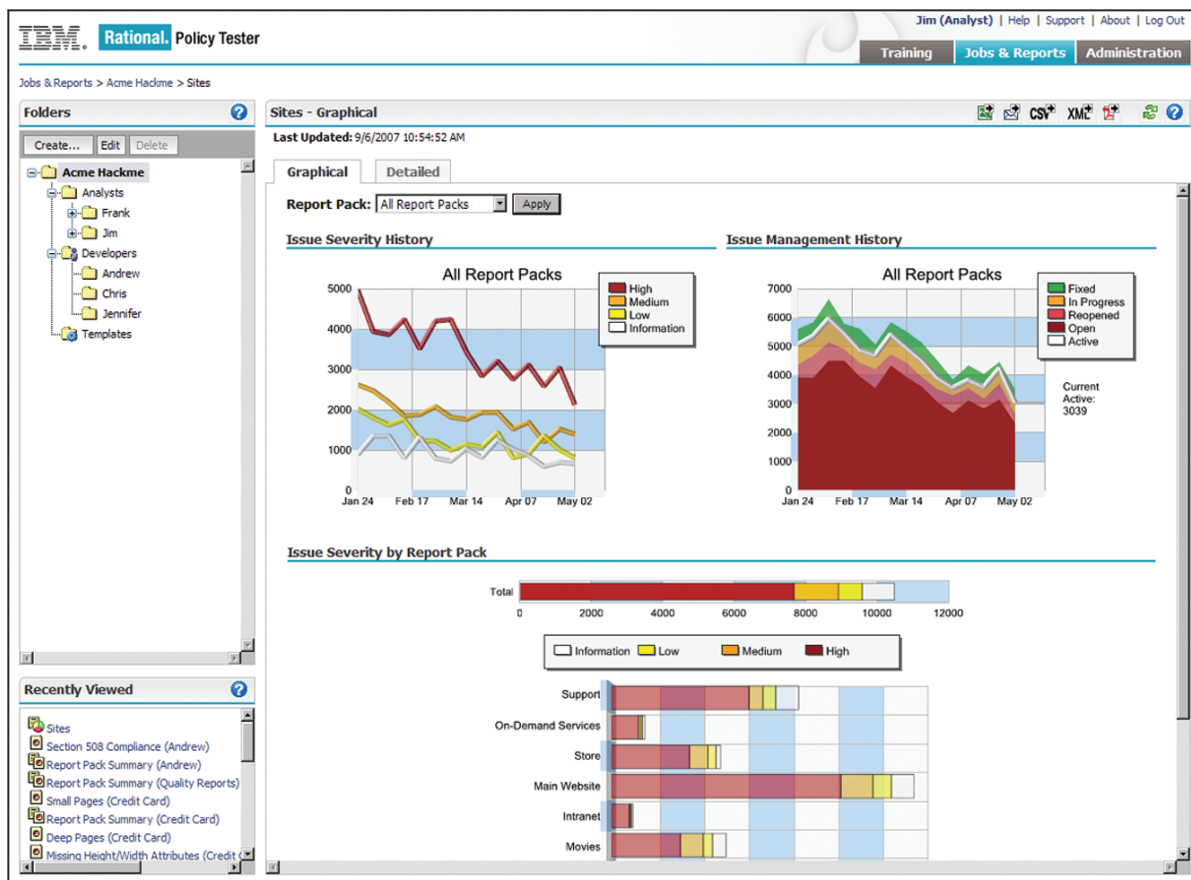 Jim (Analyst) | Help | Support | About | Log Out
IBM. Rational. Policy Tester
Training Jobs & Reports Administration
Jobs & Reports > Acme Hackme > Sites
Folders
Create... Edit Delete
Acme Hackme
Analysts
Frank
Jim
Developers
Andrew
Chris
Jennifer
Templates
Recently Viewed
Sites
Section 508 Compliance (Andrew)
Report Pack Summary (Andrew)
Report Pack Summary (Quality Reports)
Small Pages (Credit Card)
Report Pack Summary (Credit Card)
Deep Pages (Credit Card)
Missing Height/Width Attributes (Credit
Sites - Graphical
CSV XML
Last Updated: 9/6/2007 10:54:52 AM
Graphical Detailed
Report Pack: All Report Packs Apply
Issue Severity History
All Report Packs
High
Medium
Low
Information
5000
4000
3000
2000
1000
0
Jan 24 Feb 17 Mar 14 Apr 07 May 02
Issue Management History
All Report Packs
Fixed
In Progress
Reopened
Open
Active
7000
6000
5000
4000
3000
2000
1000
0
Jan 24 Feb 17 Mar 14 Apr 07 May 02
Current
Active:
3039
Issue Severity by Report Pack
Total
0 2000 4000 6000 8000 10000 12000
Information Low Medium High
Support
On-Demand Services
Store
Main Website
Intranet
Movies